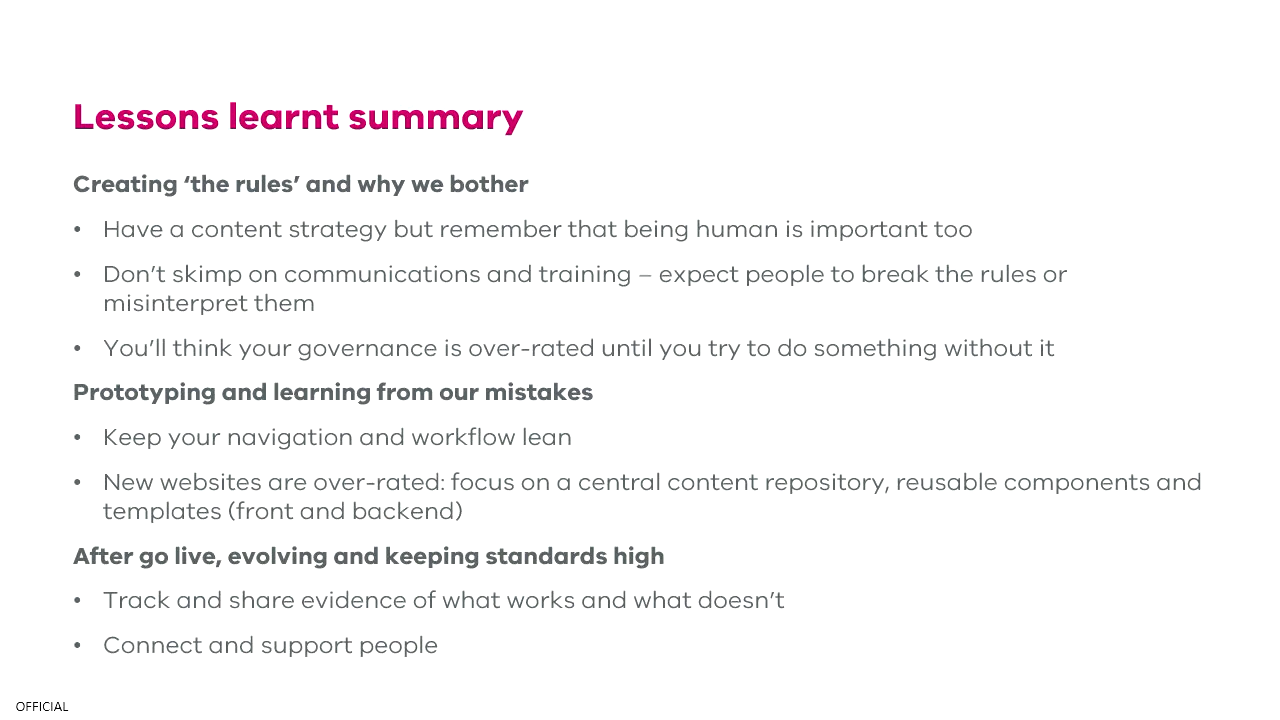 Lessons learnt summary
Creating ‘the rules’ and why we bother
• Have a content strategy but remember that being human is important too
• Don’t skimp on communications and training – expect people to break the rules or
misinterpret them
• You’ll think your governance is over-rated until you try to do something without it
Prototyping and learning from our mistakes
• Keep your navigation and workflow lean
• New websites are over-rated: focus on a central content repository, reusable components and
templates (front and backend)
After go live, evolving and keeping standards high
• Track and share evidence of what works and what doesn’t
• Connect and support people
OFFICIAL